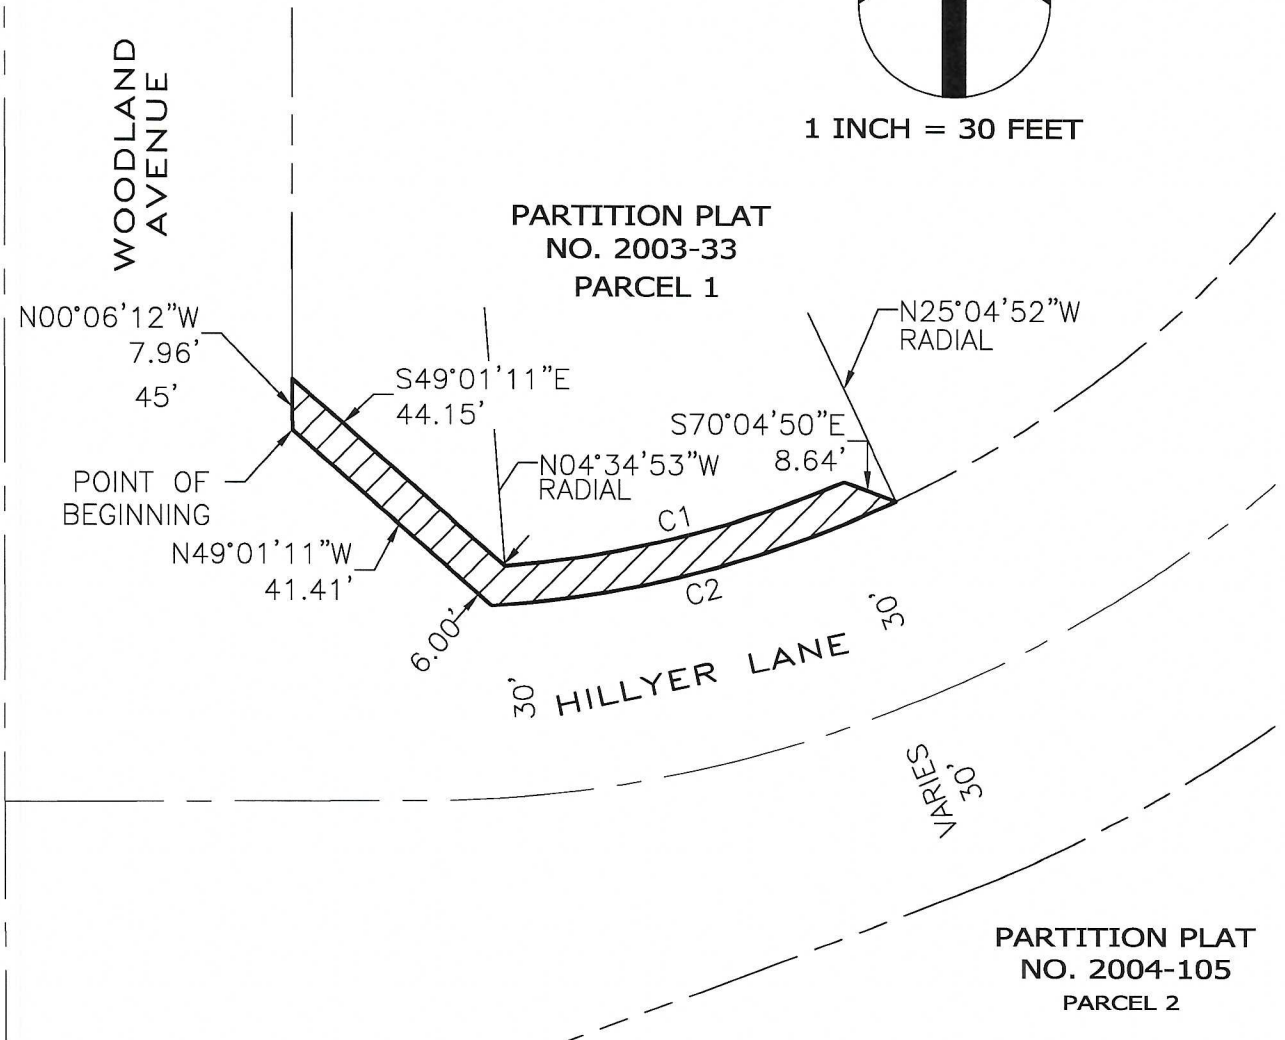 WOODLAND
AVENUE
1 INCH = 30 FEET
PARTITION PLAT
NO. 2003-33
PARCEL 1
N00°06'12"W
7.96'
45'
S49°01'11"E
44.15'
N25°04'52"W
RADIAL
S70°04'50"E
8.64'
POINT OF
BEGINNING
N04°34'53"W
RADIAL
N49°01'11"W
41.41'
C1
C2
6.00'
30'
HILLYER LANE
30'
VARIES
30'
PARTITION PLAT
NO. 2004-105
PARCEL 2